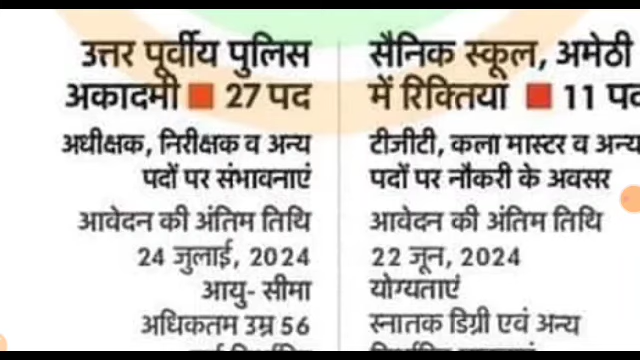 उत्तर पूर्वीय पुलिस
अकादमी ■ 27 पद
अधीक्षक, निरीक्षक व अन्य
पदों पर संभावनाएं
आवेदन की अंतिम तिथि
24 जुलाई, 2024
आयु- सीमा
अधिकतम उम्र 56
सैनिक स्कूल, अमेठी
में रिक्तियां ■ 11 पद
टीजीटी, कला मास्टर व अन्य
पदों पर नौकरी के अवसर
आवेदन की अंतिम तिथि
22 जून, 2024
योग्यताएं
स्नातक डिग्री एवं अन्य